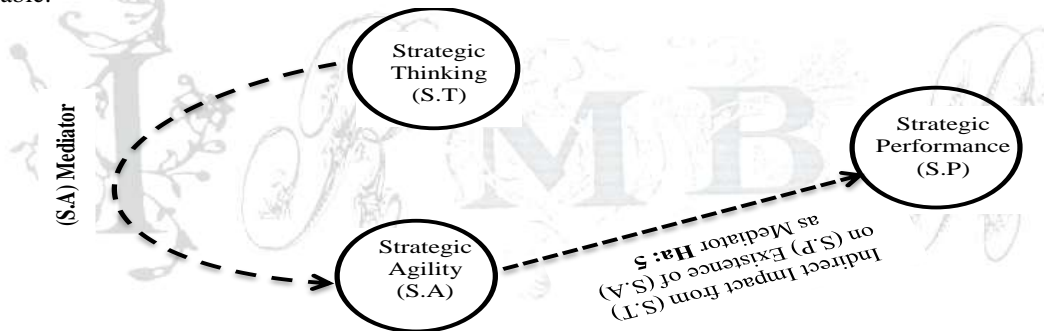 Strategic
Thinking
(S.T)
(S.A) Mediator
Strategic
Performance
(S.P)
Strategic
Agility
(S.A)
Indirect Impact from (S.T)
on (S.P) Existence of (S.A)
as Mediator Ha: 5